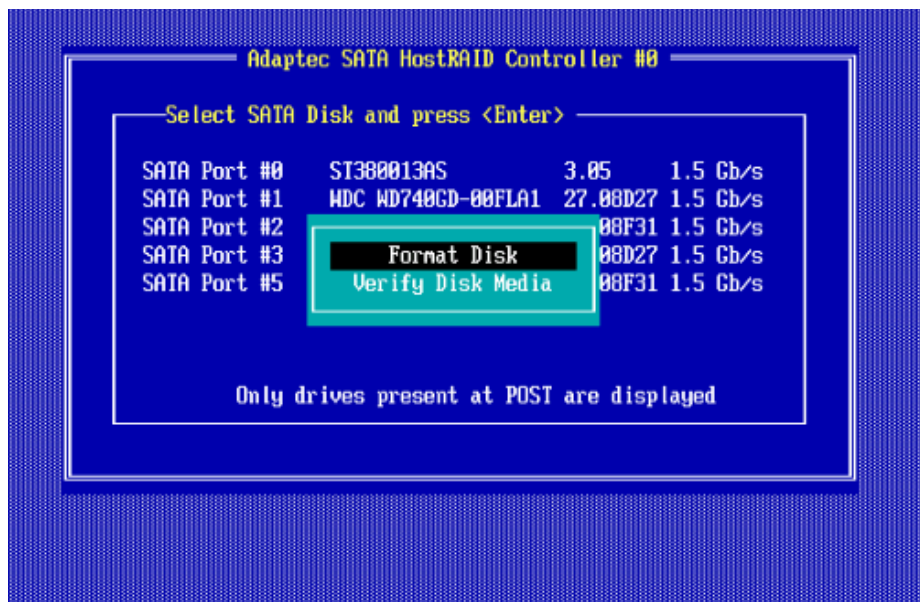 Adaptec SATA HostRAID Controller #0
Select SATA Disk and press <Enter>
SATA Port #0 ST380013AS 3.05 1.5 Gb/s
SATA Port #1 WDC WD740GD-00FLA1 27.08D27 1.5 Gb/s
SATA Port #2 08F31 1.5 Gb/s
SATA Port #3 08D27 1.5 Gb/s
SATA Port #5 08F31 1.5 Gb/s
Format Disk
Verify Disk Media
Only drives present at POST are displayed